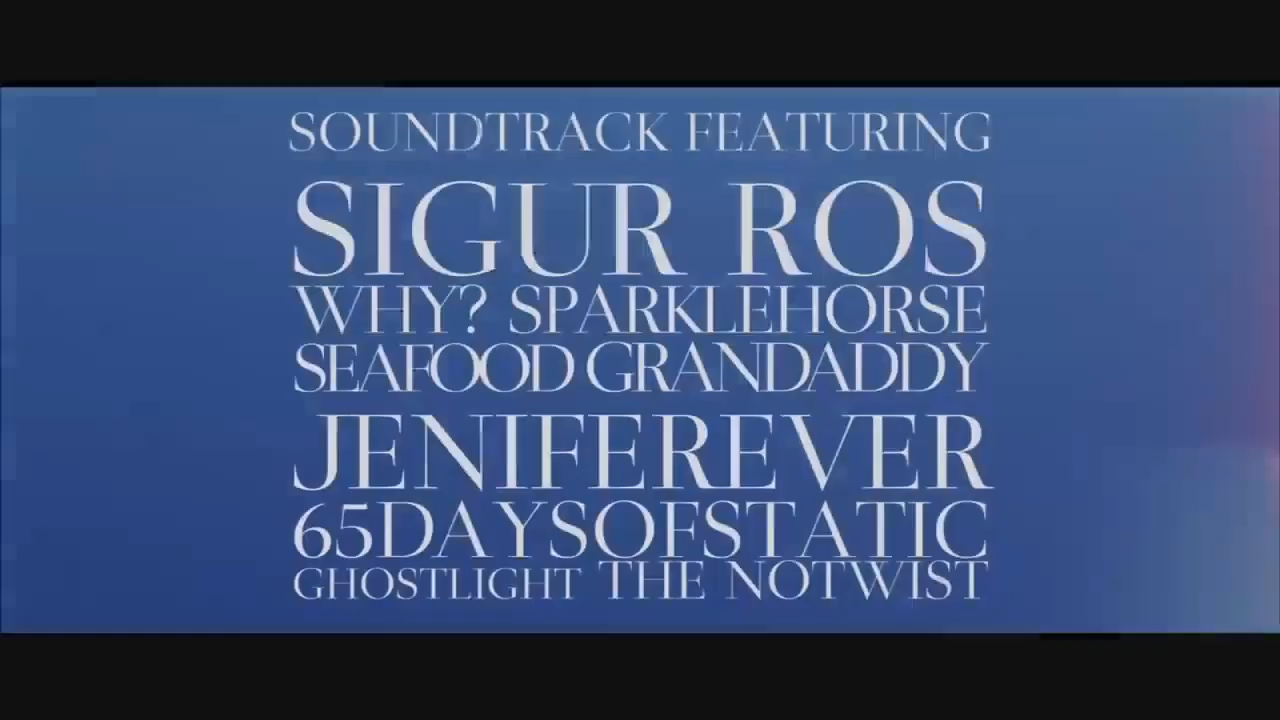 SOUNDTRACK FEATURING
SIGUR ROS
WHY? SPARKLEHORSE
SEAFOOD GRANDADDY
JENIFEREVER
65DAYSOFSTATIC
GHOSTLIGHT THE NOTWIST